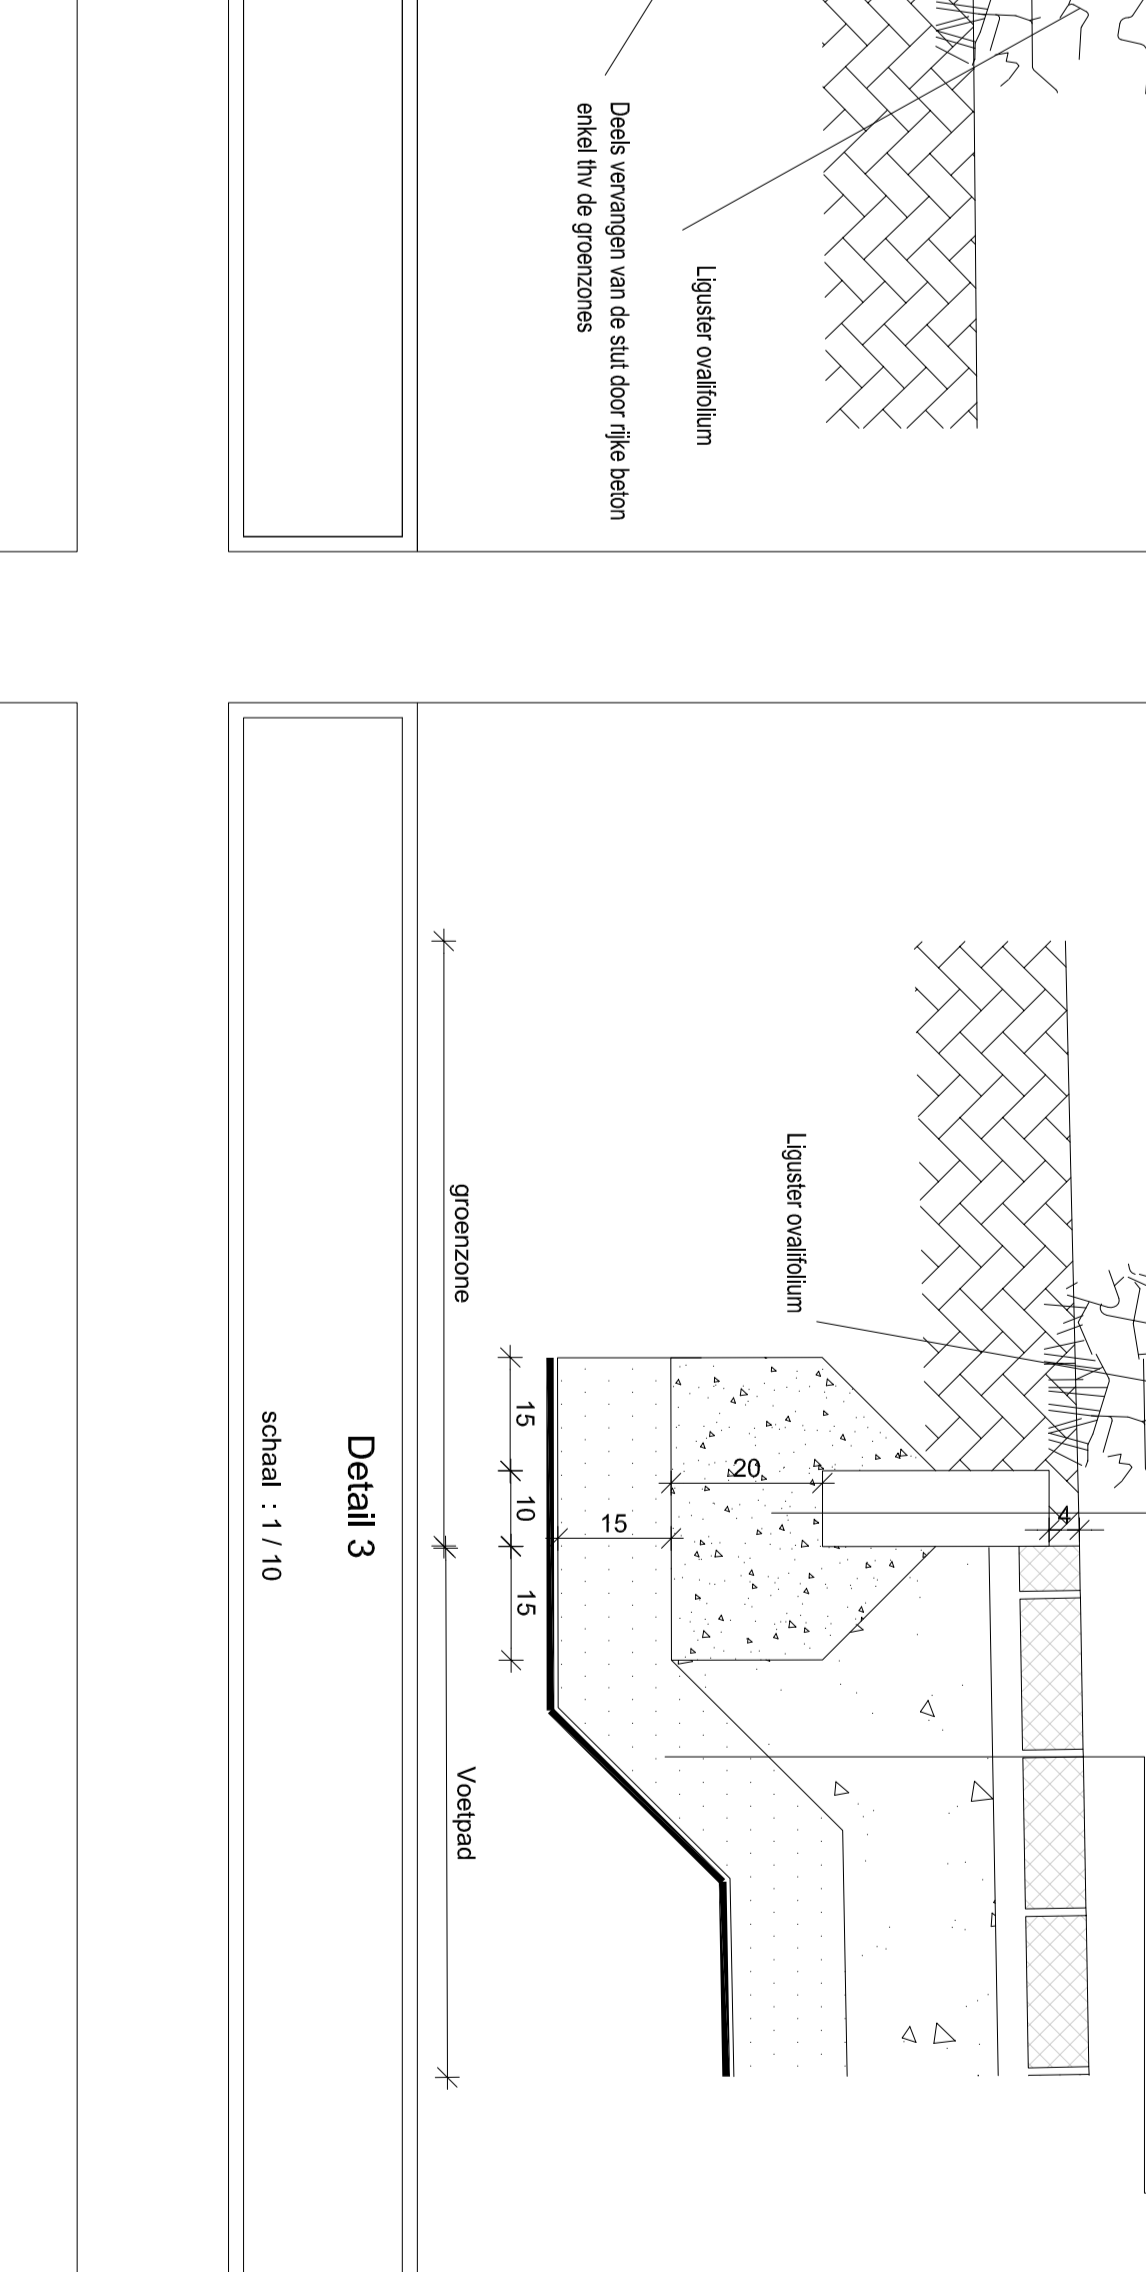 Deels vervangen van de stut door rijke beton
enkel thv de groenzones
Liguster ovalifolium
Liguster ovalifolium
4
20
15
15
10
15
groenzone
Voetpad
Detail 3
schaal : 1 / 10